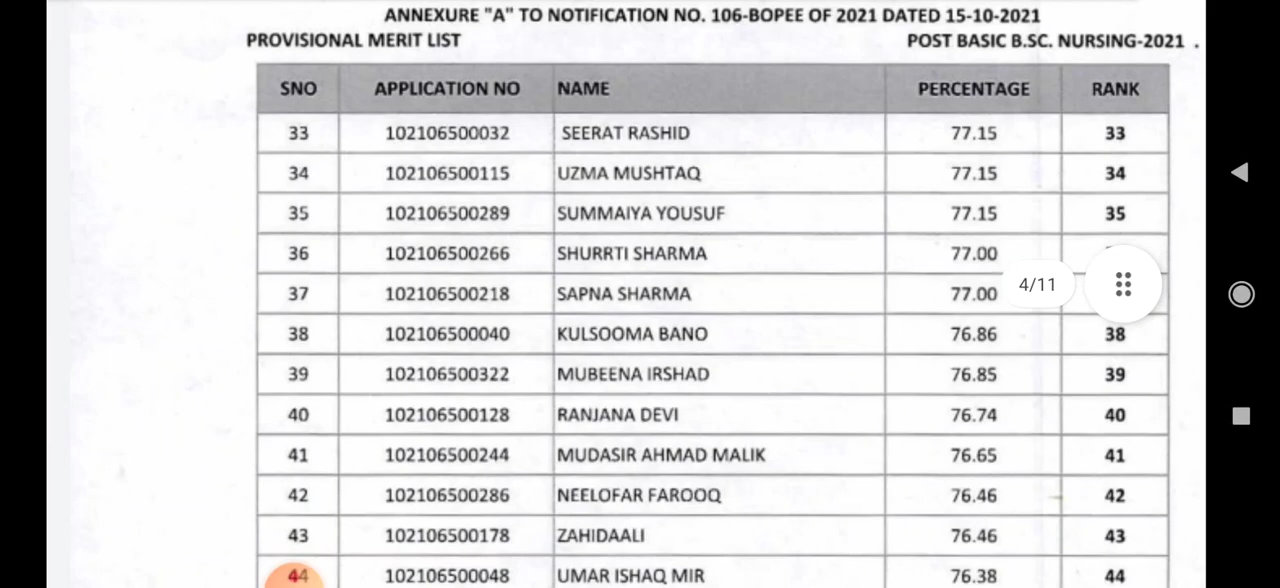 ANNEXURE "A" TO NOTIFICATION NO. 106-BOPEE OF 2021 DATED 15-10-2021
PROVISIONAL MERIT LIST POST BASIC B.SC. NURSING-2021 .
SNO APPLICATION NO NAME PERCENTAGE RANK
33 102106500032 SEERAT RASHID 77.15 33
34 102106500115 UZMA MUSHTAQ 77.15 34
35 102106500289 SUMMAIYA YOUSUF 77.15 35
36 102106500266 SHURRTI SHARMA 77.00
37 102106500218 SAPNA SHARMA 77.00
4/11
38 102106500040 KULSOOMA BANO 76.86 38
39 102106500322 MUBEENA IRSHAD 76.85 39
40 102106500128 RANJANA DEVI 76.74 40
41 102106500244 MUDASIR AHMAD MALIK 76.65 41
42 102106500286 NEELOFAR FAROOQ 76.46 42
43 102106500178 ZAHIDAALI 76.46 43
44 102106500048 UMAR ISHAQ MIR 76.38 44